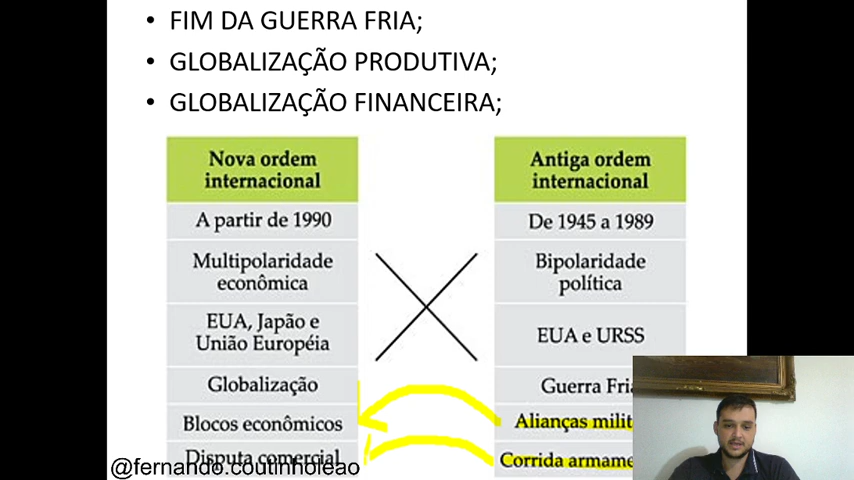 • FIM DA GUERRA FRIA;
• GLOBALIZAÇÃO PRODUTIVA;
• GLOBALIZAÇÃO FINANCEIRA;
Nova ordem
internacional
A partir de 1990
Multipolaridade
econômica
EUA, Japão e
União Européia
Globalização
Blocos econômicos
Disputa comercial
Antiga ordem
internacional
De 1945 a 1989
Bipolaridade
política
EUA e URSS
Guerra Fria
Alianças
Corrida
@fernando.coutinholeao